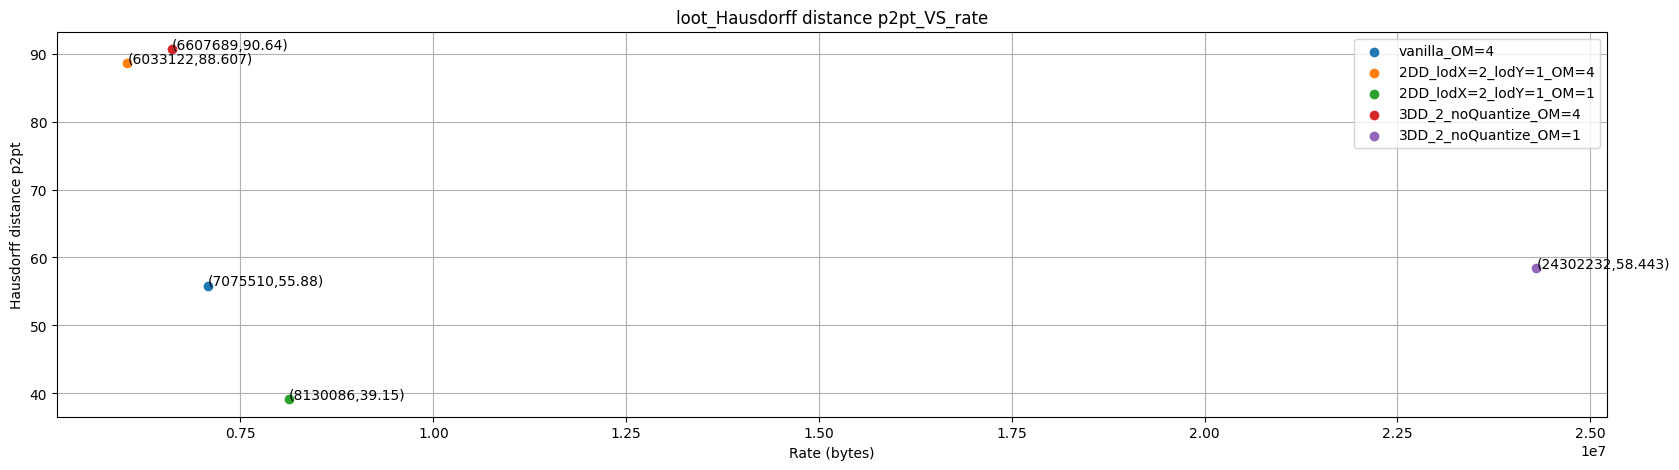 loot_Hausdorff distance p2pt_VS_rate
(6607689,90.64)
(6033122,88.607)
(7075510,55.88)
(8130086,39.15)
(24302232,58.443)
vanilla_OM=4
2DD_lodX=2_lodY=1_OM=4
2DD_lodX=2_lodY=1_OM=1
3DD_2_noQuantize_OM=4
3DD_2_noQuantize_OM=1
Hausdorff distance p2pt
90
80
70
60
50
40
0.75 1.00 1.25 1.50 1.75 2.00 2.25 2.50
1e7
Rate (bytes)